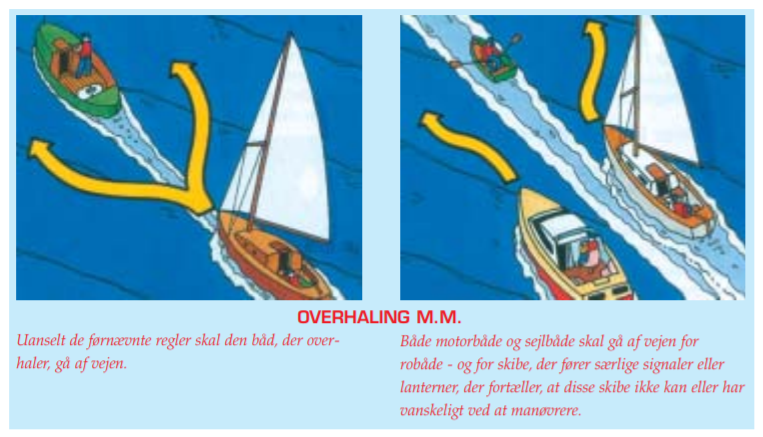 OVERHALING M.M.
Uanselt de førnævnte regler skal den båd, der over-
haler, gå af vejen.
Både motorbåde og sejlbåde skal gå af vejen for
robåde - og for skibe, der fører særlige signaler eller
lanterner, der fortæller, at disse skibe ikke kan eller har
vanskeligt ved at manøvrere.